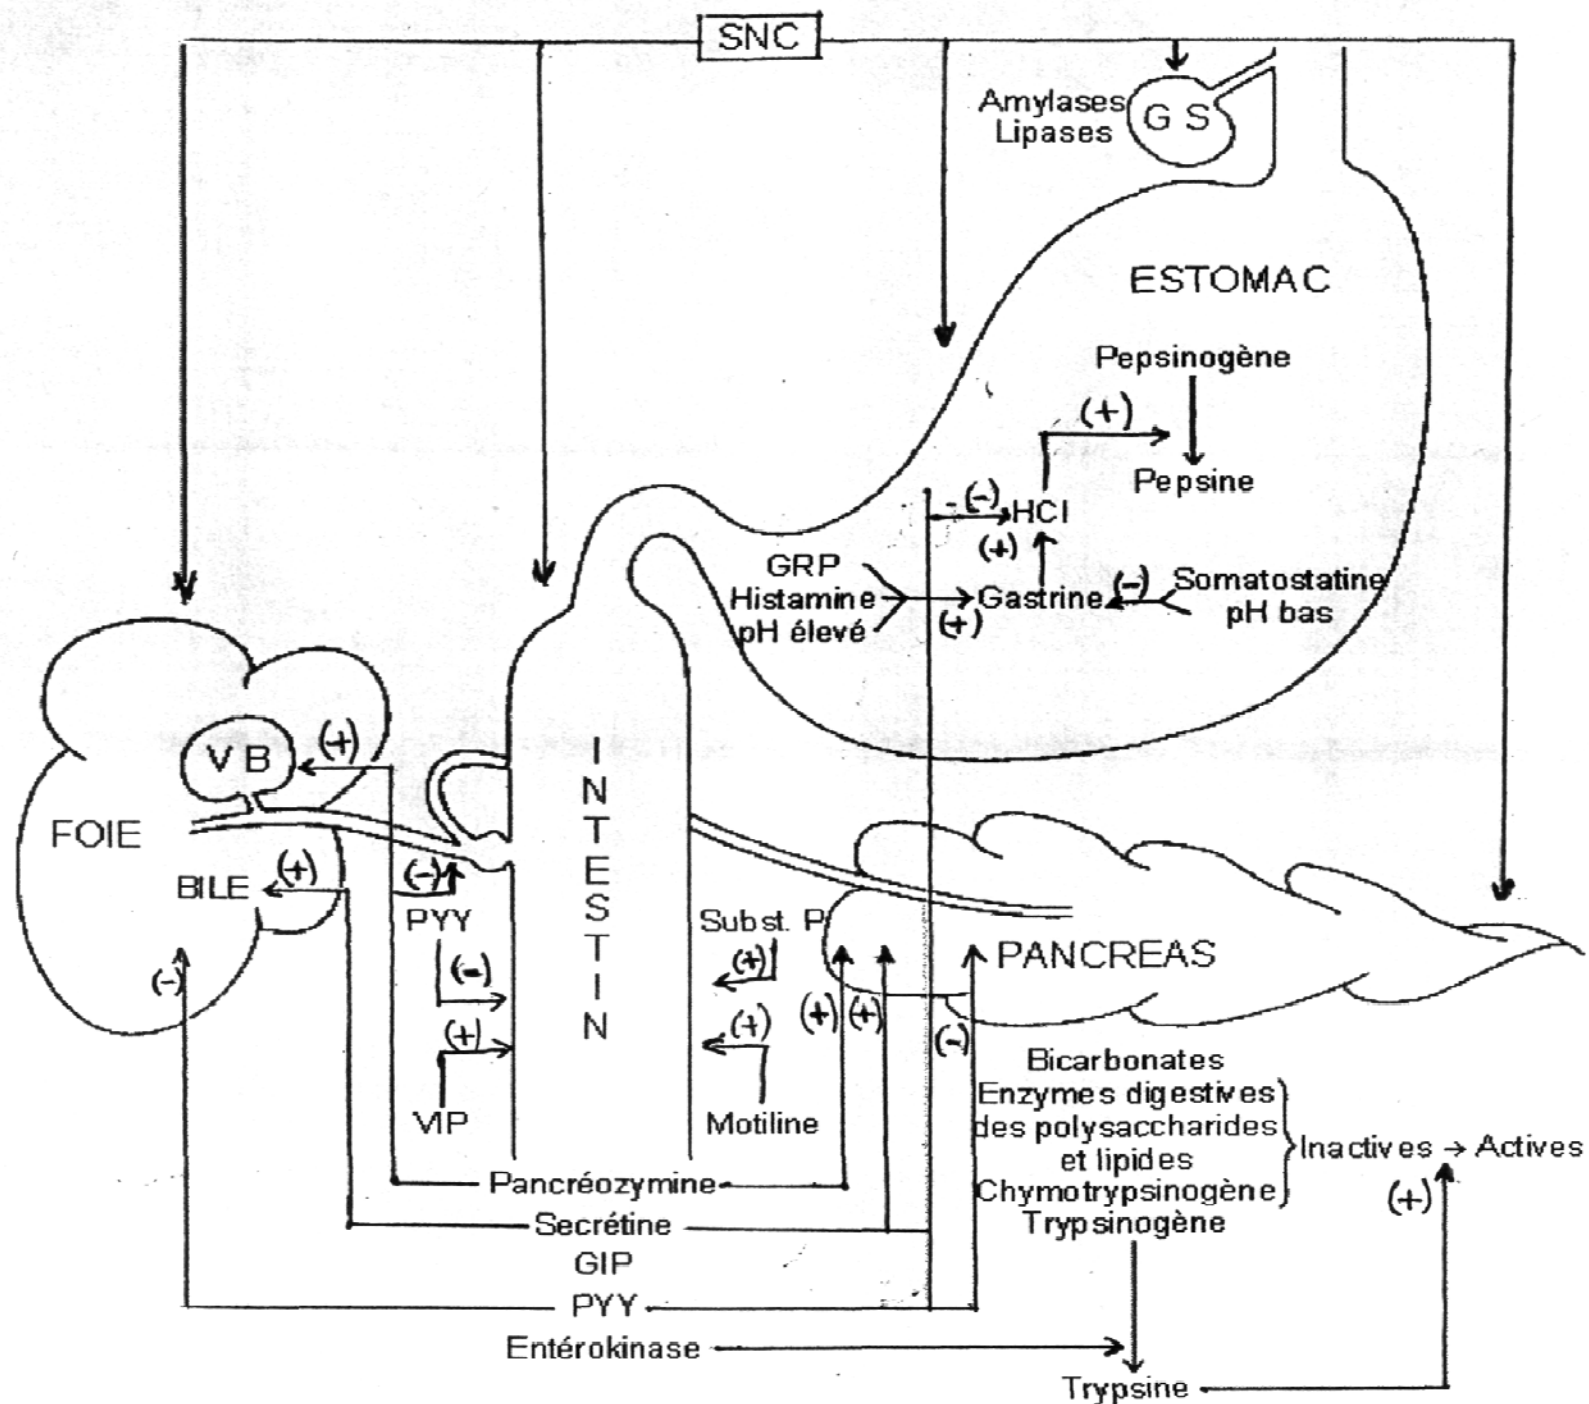 SNC
Amylases
Lipases
G S
ESTOMAC
Pepsinogène
(+)
Pepsine
(-)
HCl
(+)
GRP
Histamine
pH élevé
(+)
Gastrine
(-)
Somatostatine
pH bas
VB
(+)
FOIE
BILE
(+)
(-)
INTESTIN
(-)
PYY
(-)
(+)
VIP
Subst. P
(+)
(+)
Motiline
(+)
(+)
(-)
PANCREAS
Bicarbonates
Enzymes digestives
des polysaccharides
et lipides
Chymotrypsinogène
Trypsinogène
Inactives → Actives
(+)
Pancréozymine
Secrétine
GIP
PYY
Entérokinase
Trypsine